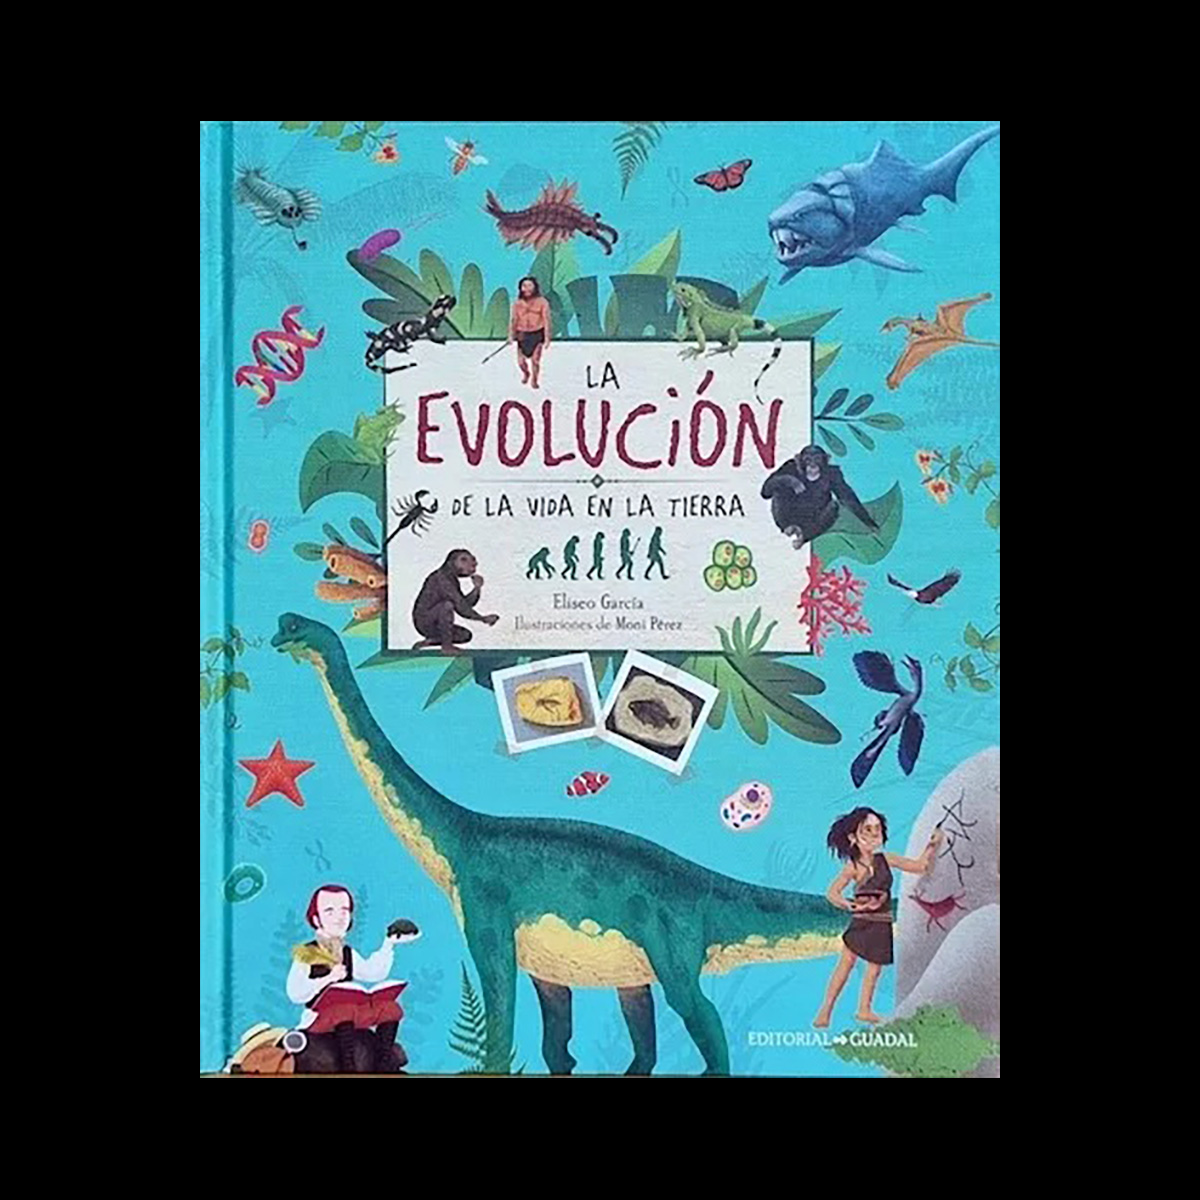 LA
EVOLUCIÓN
DE LA VIDA EN LA TIERRA
Eliseo García
Ilustraciones de Moni Pérez
EDITORIAL GUADAL